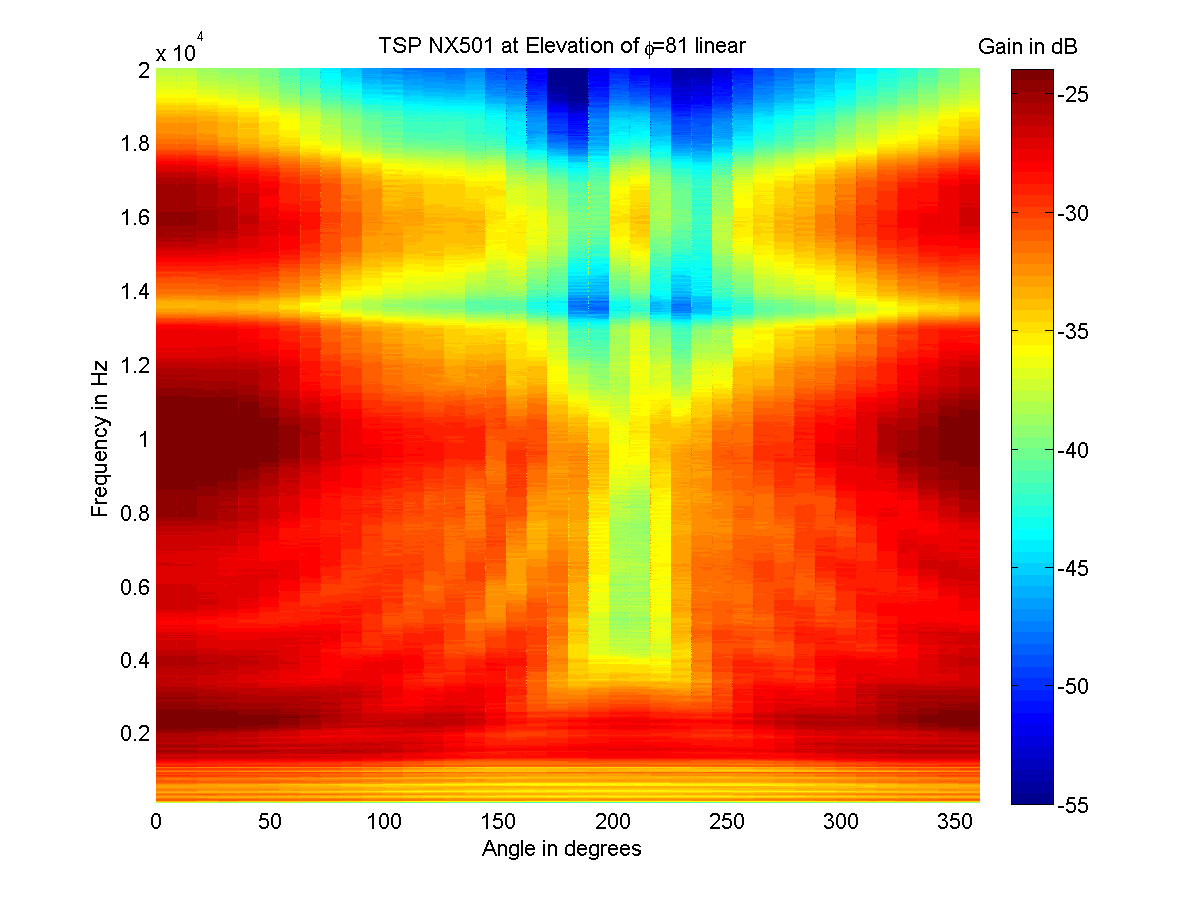 TSP NX501 at Elevation of ϕ=81 linear
Gain in dB
x 10^4
2
1.8
1.6
1.4
1.2
1
0.8
0.6
0.4
0.2
Frequency in Hz
0 50 100 150 200 250 300 350
Angle in degrees
-25
-30
-35
-40
-45
-50
-55